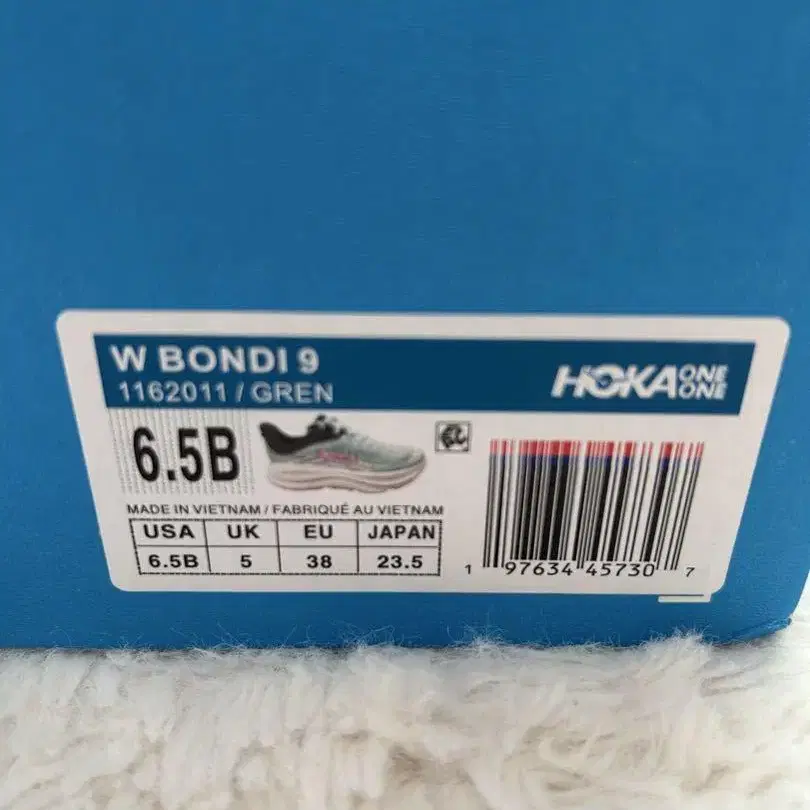 W BONDI 9
1162011 / GREN
HOKA ONE ONE
6.5B
MADE IN VIETNAM / FABRIQUÉ AU VIETNAM
USA UK EU JAPAN
6.5B 5 38 23.5
1 97634 45730 7